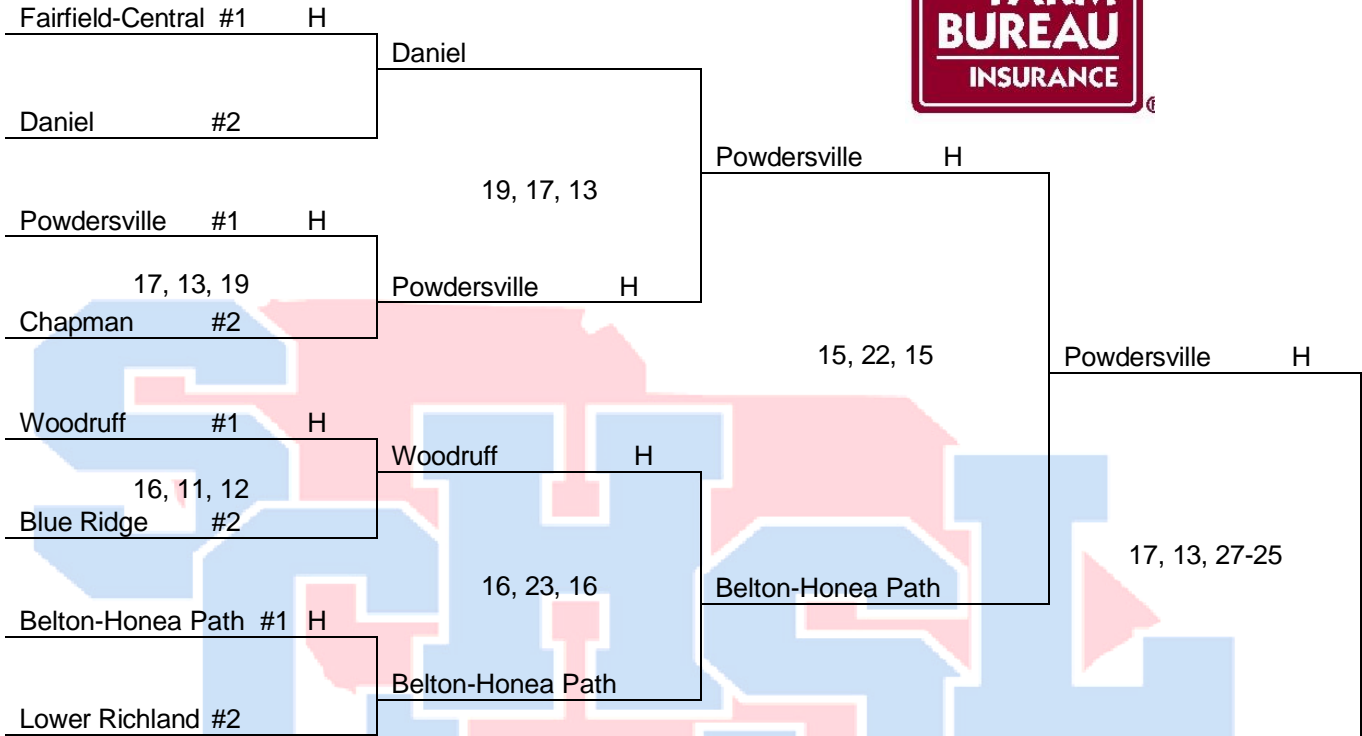 Fairfield-Central #1 H
Daniel
Daniel #2
FARM
BUREAU
INSURANCE
®
Powdersville H
19, 17, 13
Powdersville #1 H
17, 13, 19
Powdersville H
Chapman #2
15, 22, 15
Powdersville H
Woodruff #1 H
Woodruff H
16, 11, 12
Blue Ridge #2
17, 13, 27-25
16, 23, 16
Belton-Honea Path
Belton-Honea Path #1 H
Belton-Honea Path
Lower Richland #2
SCHSL